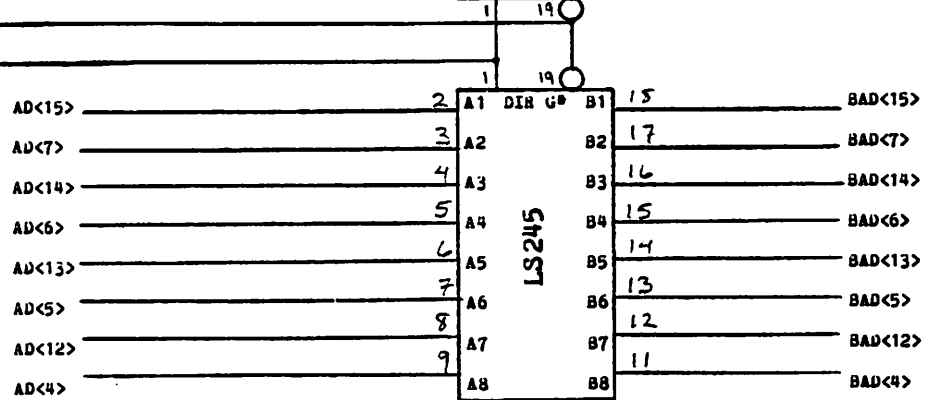 1 19
1 19
AD<15> 2 A1 DIR G* B1 18 BAD<15>
AD<7> 3 A2 B2 17 BAD<7>
AD<14> 4 A3 B3 16 BAD<14>
AD<6> 5 A4 B4 15 BAD<6>
AD<13> 6 A5 B5 14 BAD<13>
AD<5> 7 A6 B6 13 BAD<5>
AD<12> 8 A7 B7 12 BAD<12>
AD<4> 9 A8 B8 11 BAD<4>
LS245